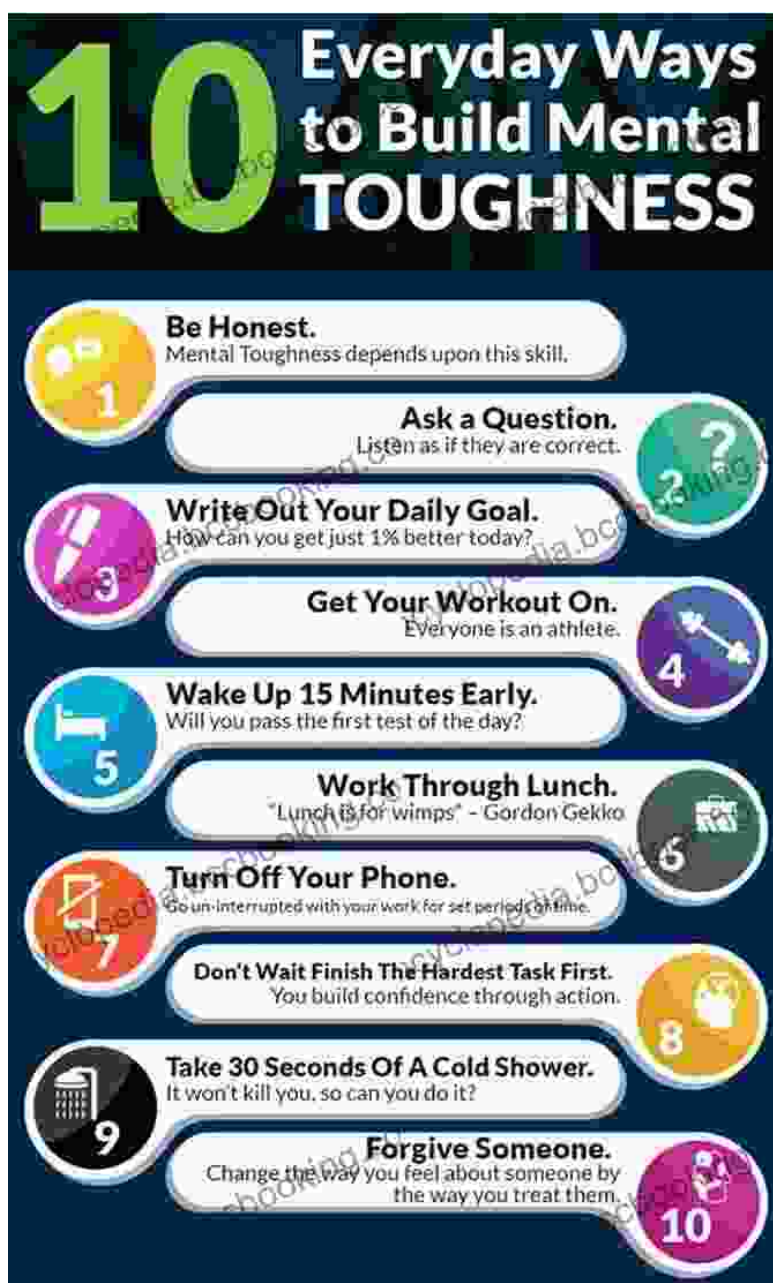 10
Everyday Ways
to Build Mental
TOUGHNESS
Be Honest.
Mental Toughness depends upon this skill.
1
Ask a Question.
Listen as if they are correct.
2
Write Out Your Daily Goal.
How can you get just 1% better today?
3
Get Your Workout On.
Everyone is an athlete.
4
Wake Up 15 Minutes Early.
Will you pass the first test of the day?
5
Work Through Lunch.
"Lunch is for wimps" - Gordon Gekko
6
Turn Off Your Phone.
Go un-interrupted with your work for set periods of time.
7
Don't Wait Finish The Hardest Task First.
You build confidence through action.
8
Take 30 Seconds Of A Cold Shower.
It won't kill you, so can you do it?
9
Forgive Someone.
Change the way you feel about someone by
the way you treat them.
10